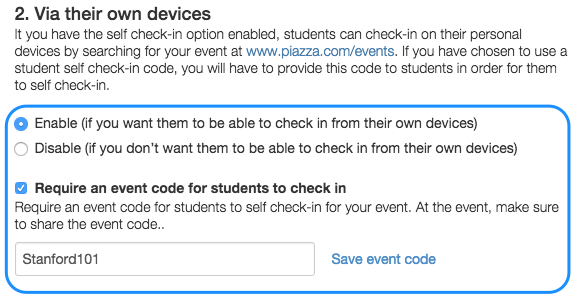 2. Via their own devices
It you have the self check-in option enabled, students can check-in on their personal
devices by searching for your event at www.piazza.com/events. If you have chosen to use a
student self check-in code, you will have to provide this code to students in order for them
to self check-in.
Enable (if you want them to be able to check in from their own devices)
Disable (if you don't want them to be able to check in from their own devices)
Require an event code for students to check in
Require an event code for students to self check-in for your event. At the event, make sure
to share the event code..
Stanford101
Save event code